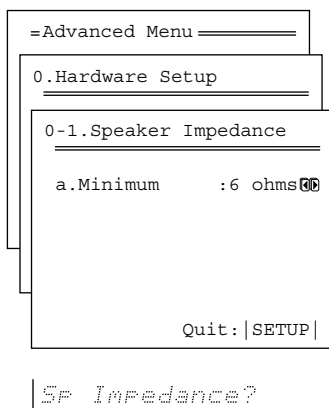 =Advanced Menu
0.Hardware Setup
0-1.Speaker Impedance
a.Minimum :6 ohms
Quit:|SETUP|
Sp Impedance?